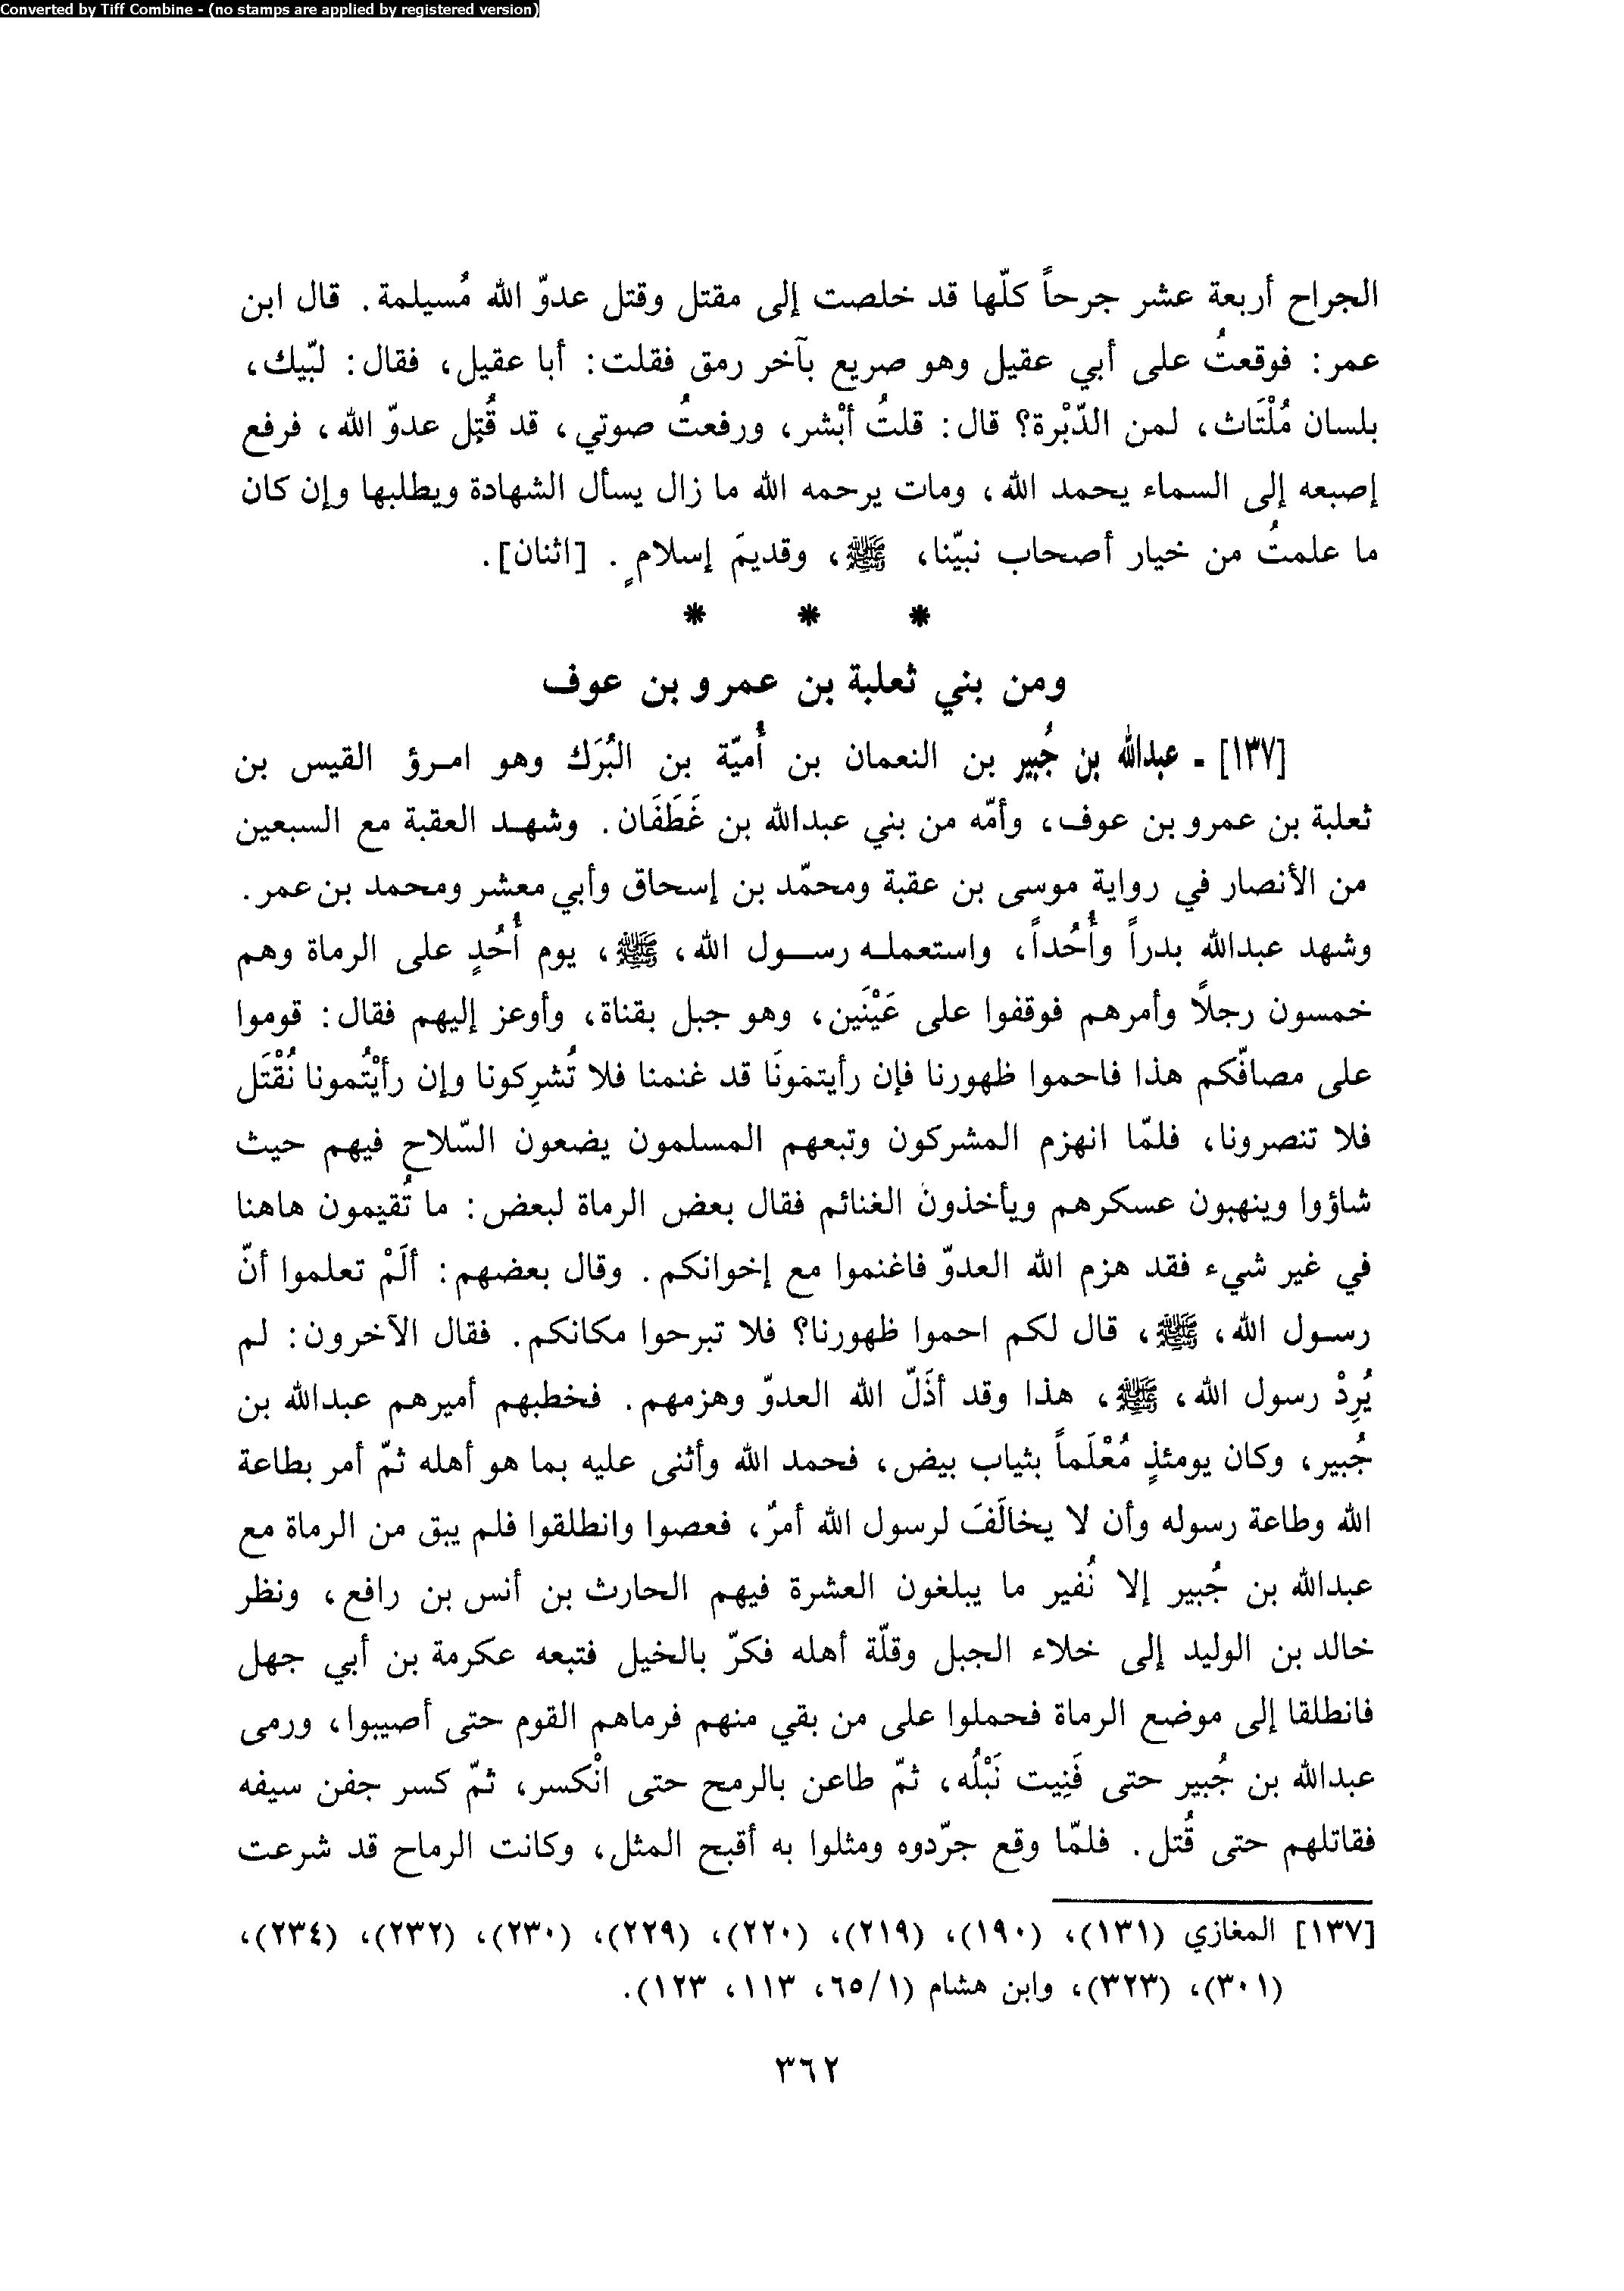 Converted by Tiff Combine - (no stamps are applied by registered version)
الجراح أربعة عشر جرحاً كلّها قد خلصت إلى مقتل وقتل عدوّ الله مُسيلمة. قال ابن
عمر: فوقعتُ على أبي عقيل وهو صريع بآخر رمق فقلت: أبا عقيل، فقال: لبّيك،
بلسان مُلْتَاث، لمن الدّبْرة؟ قال: قلتُ أبْشر، ورفعتُ صوتي، قد قُتِل عدوّ الله، فرفع
إصبعه إلى السماء يحمد الله، ومات يرحمه الله ما زال يسأل الشهادة ويطلبها وإن كان
ما علمتُ من خيار أصحاب نبيّنا، ﷺ، وقديمَ إسلامٍ. [اثنان].
* * *
ومن بني ثعلبة بن عمرو بن عوف
[١٣٧] - عبدالله بن جُبير بن النعمان بن أُميّة بن البُرَك وهو امرؤ القيس بن
ثعلبة بن عمرو بن عوف، وأمّه من بني عبدالله بن غَطَفَان. وشهد العقبة مع السبعين
من الأنصار في رواية موسى بن عقبة ومحمّد بن إسحاق وأبي معشر ومحمد بن عمر.
وشهد عبدالله بدراً وأُحُداً، واستعمله رسول الله، ﷺ، يوم أُحُدٍ على الرماة وهم
خمسون رجلًا وأمرهم فوقفوا على عَيْنَين، وهو جبل بقناة، وأوعز إليهم فقال: قوموا
على مصافّكم هذا فاحموا ظهورنا فإن رأيتمَونَا قد غنمنا فلا تُشرِكونا وإن رأيْتُمونا نُقْتَل
فلا تنصرونا، فلمّا انهزم المشركون وتبعهم المسلمون يضعون السّلاح فيهم حيث
شاؤوا وينهبون عسكرهم ويأخذونَ الغنائم فقال بعض الرماة لبعض: ما تُقيمون هاهنا
في غير شيء فقد هزم الله العدوّ فاغنموا مع إخوانكم. وقال بعضهم: ألَمْ تعلموا أنّ
رسول الله، ﷺ، قال لكم احموا ظهورنا؟ فلا تبرحوا مكانكم. فقال الآخرون: لم
يُرِدْ رسول الله، ﷺ، هذا وقد أذَلّ الله العدوّ وهزمهم. فخطبهم أميرهم عبدالله بن
جُبير، وكان يومئذٍ مُعْلَماً بثياب بيض، فحمد الله وأثنى عليه بما هو أهله ثمّ أمر بطاعة
الله وطاعة رسوله وأن لا يخالَفَ لرسول الله أمرٌ، فعصوا وانطلقوا فلم يبق من الرماة مع
عبدالله بن جُبير إلا نُفير ما يبلغون العشرة فيهم الحارث بن أنس بن رافع، ونظر
خالد بن الوليد إلى خلاء الجبل وقلّة أهله فكرّ بالخيل فتبعه عكرمة بن أبي جهل
فانطلقا إلى موضع الرماة فحملوا على من بقي منهم فرماهم القوم حتى أصيبوا، ورمى
عبدالله بن جُبير حتى فَنِيت نَبْلُه، ثمّ طاعن بالرمح حتى انْكسر، ثمّ كسر جفن سيفه
فقاتلهم حتى قُتل. فلمّا وقع جرّدوه ومثلوا به أقبح المثل، وكانت الرماح قد شرعت
[١٣٧] المغازي (١٣١)، (١٩٠)، (٢١٩)، (٢٢٠)، (٢٢٩)، (٢٣٠)، (٢٣٢)، (٢٣٤)،
(٣٠١)، (٣٢٣)، وابن هشام (٦٥/١، ١١٣، ١٢٣).
٣٦٢